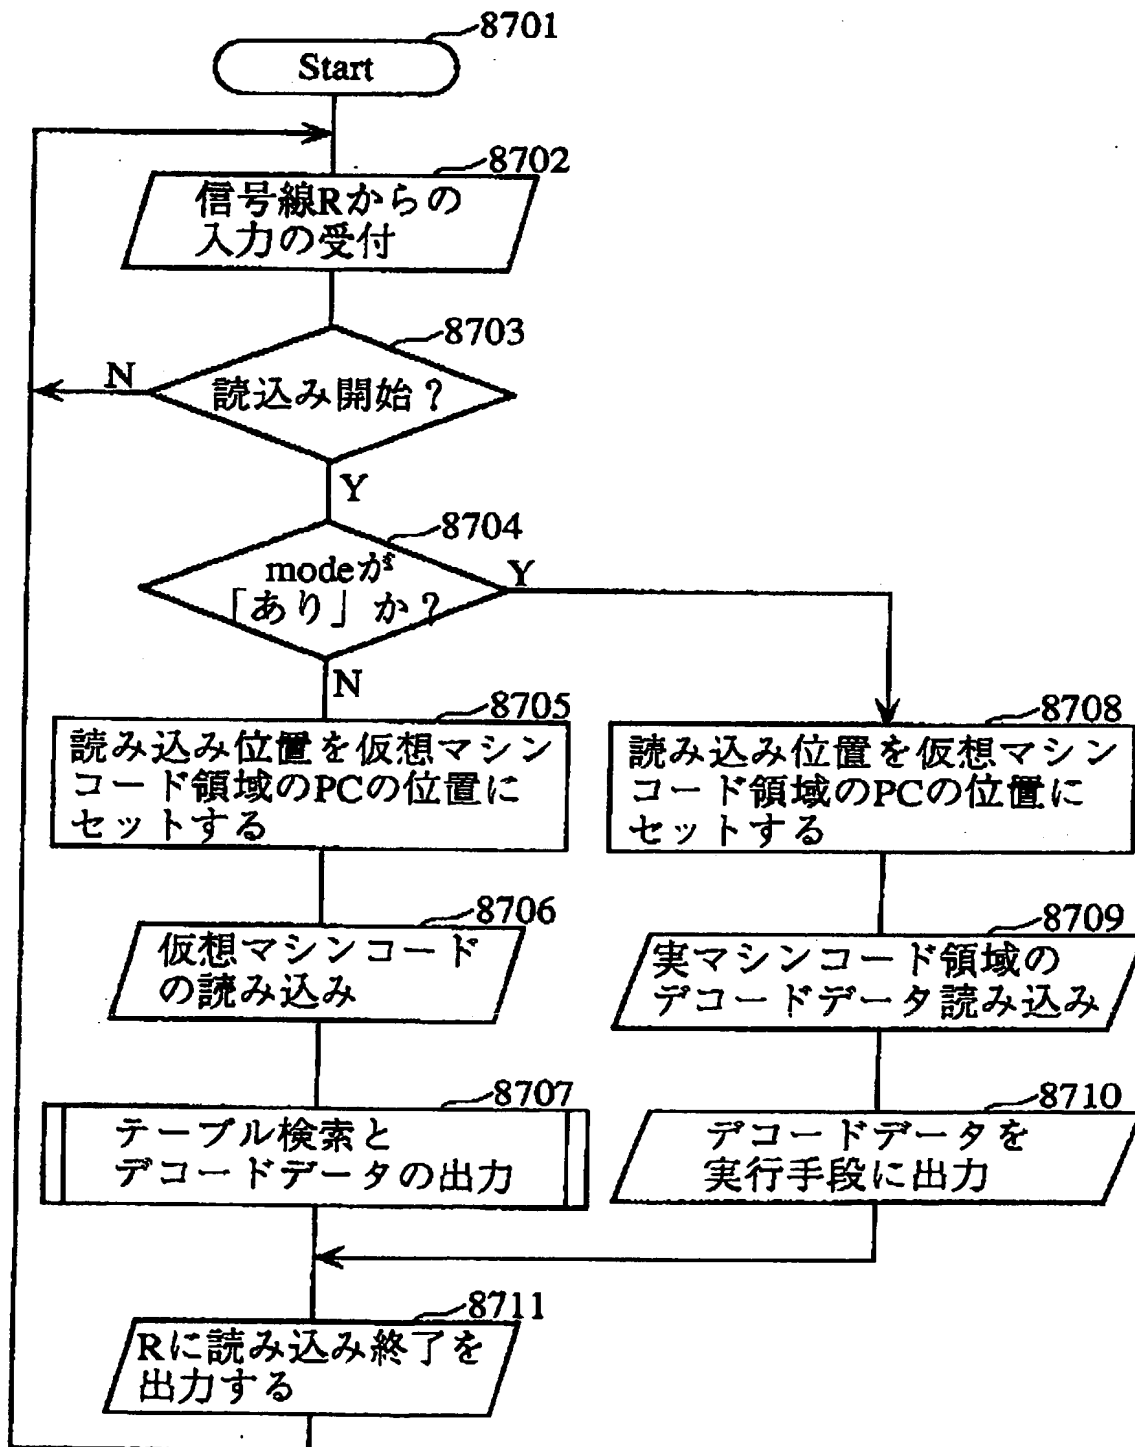 8701
Start
8702
信号線Rからの
入力の受付
8703
読込み開始？
N
Y
8704
modeが
「あり」か？
Y
N
8705
読み込み位置を仮想マシン
コード領域のPCの位置に
セットする
8706
仮想マシンコード
の読み込み
8707
テーブル検索と
デコードデータの出力
8708
読み込み位置を仮想マシン
コード領域のPCの位置に
セットする
8709
実マシンコード領域の
デコードデータ読み込み
8710
デコードデータを
実行手段に出力
8711
Rに読み込み終了を
出力する